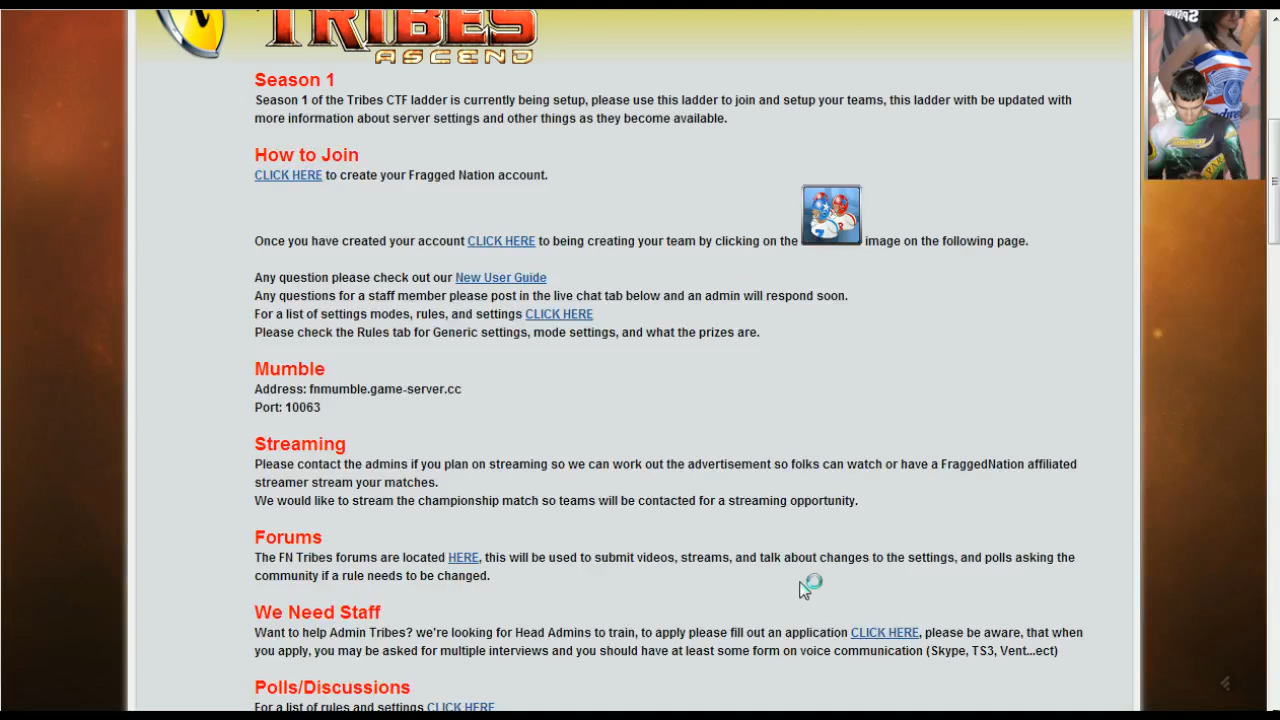 TRIBES
ASCEND
Season 1
Season 1 of the Tribes CTF ladder is currently being setup, please use this ladder to join and setup your teams, this ladder with be updated with
more information about server settings and other things as they become available.
How to Join
CLICK HERE to create your Fragged Nation account.
Once you have created your account CLICK HERE to being creating your team by clicking on the image on the following page.
Any question please check out our New User Guide
Any questions for a staff member please post in the live chat tab below and an admin will respond soon.
For a list of settings modes, rules, and settings CLICK HERE
Please check the Rules tab for Generic settings, mode settings, and what the prizes are.
Mumble
Address: fnmumble.game-server.cc
Port: 10063
Streaming
Please contact the admins if you plan on streaming so we can work out the advertisement so folks can watch or have a FraggedNation affiliated
streamer stream your matches.
We would like to stream the championship match so teams will be contacted for a streaming opportunity.
Forums
The FN Tribes forums are located HERE, this will be used to submit videos, streams, and talk about changes to the settings, and polls asking the
community if a rule needs to be changed.
We Need Staff
Want to help Admin Tribes? we're looking for Head Admins to train, to apply please fill out an application CLICK HERE, please be aware, that when
you apply, you may be asked for multiple interviews and you should have at least some form on voice communication (Skype, TS3, Vent...ect)
Polls/Discussions
For a list of rules and settings CLICK HERE